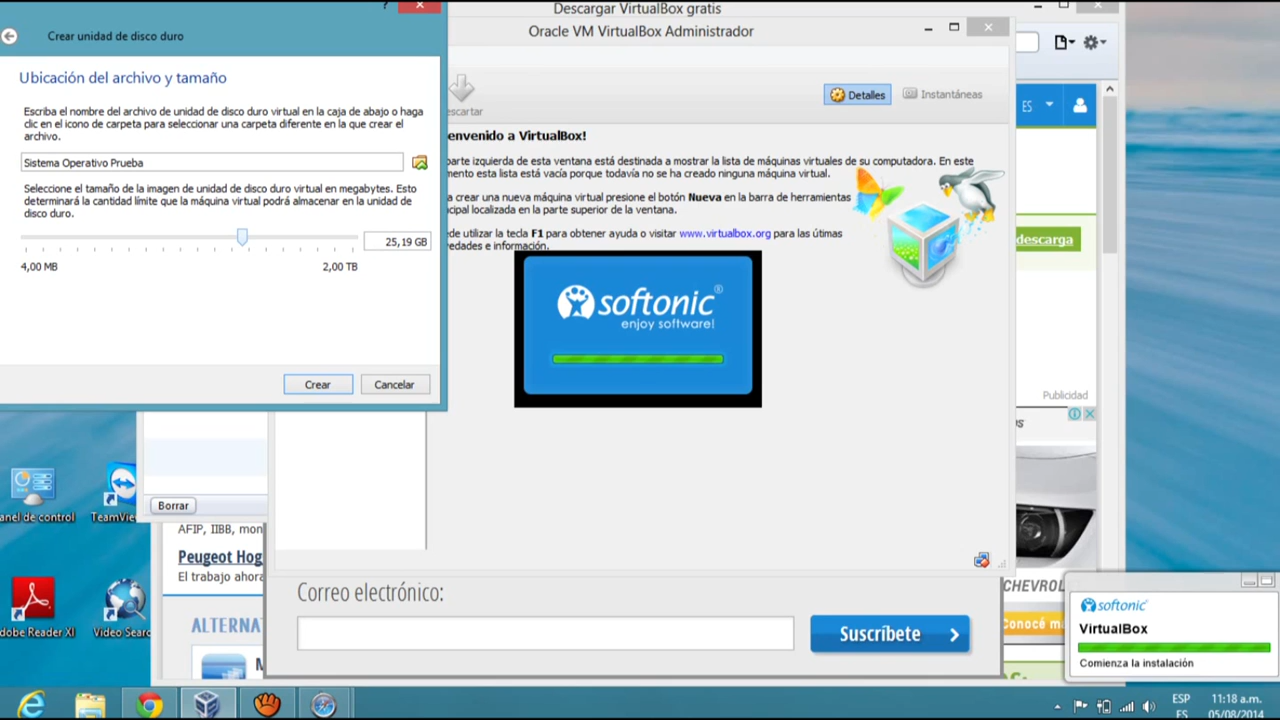 Descargar VirtualBox gratis
?
Crear unidad de disco duro
Oracle VM VirtualBox Administrador
Ubicación del archivo y tamaño
Escriba el nombre del archivo de unidad de disco duro virtual en la caja de abajo o haga
clic en el icono de carpeta para seleccionar una carpeta diferente en la que crear el
archivo.
Sistema Operativo Prueba
Seleccione el tamaño de la imagen de unidad de disco duro virtual en megabytes. Esto
determinará la cantidad límite que la máquina virtual podrá almacenar en la unidad de
disco duro.
25,19 GB
4,00 MB
2,00 TB
Crear
Cancelar
escartar
Detalles
Instantáneas
envenido a VirtualBox!
parte izquierda de esta ventana está destinada a mostrar la lista de máquinas virtuales de su computadora. En este
mento esta lista está vacía porque todavía no se ha creado ninguna máquina virtual.
a crear una nueva máquina virtual presione el botón Nueva en la barra de herramientas
cipal localizada en la parte superior de la ventana.
ede utilizar la tecla F1 para obtener ayuda o visitar www.virtualbox.org para las útimas
vedades e información.
softonic®
enjoy software!
ES
descarga
Publicidad
anel de control
TeamVie
Borrar
AFIP, IIBB, mon
Peugeot Hog
El trabajo ahora
dobe Reader XI
Video Searc
ALTERNA
M
Correo electrónico:
Suscríbete
CHEVROL
Conocé m
softonic
VirtualBox
Comienza la instalación
ESP
ES
11:18 a.m.
05/08/2014